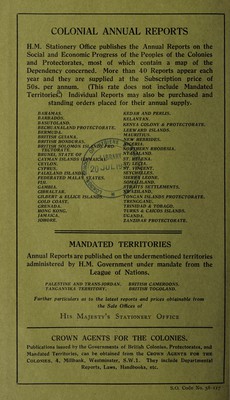 COLONIAL ANNUAL REPORTS
H.M. Stationery Office publishes the Annual Reports on the
Social and Economic Progress of the Peoples of the Colonies
and Protectorates, most of which contain a map of the
Dependency concerned. More than 40 Reports appear each
year and they are supplied at the Subscription price of
50s. per annum. (This rate does not include Mandated
Territories.) Individual Reports may also be purchased and
standing orders placed for their annual supply.
BAHAMAS.
BARBADOS.
BASUTOLAND.
BECHUANALAND PROTECTORATE.
BERMUDA.
BRITISH GUIANA.
BRITISH HONDURAS.
BRITISH SOLOMON ISLANDS
TECTORATE.
BRUNEI, STATE OF
CAYMAN ISLANDS (JAMAICA)
CEYLON.
CYPRUS.
FALKLAND ISLANDS
FEDERATED MALAY STATES.
FIJI.
GAMBIA.
GIBRALTAR.
GILBERT & ELLICE ISLANDS
GOLD COAST.
GRENADA.
HONG KONG.
JAMAICA.
JOHORE.
KEDAH AND PERLIS.
KELANTAN.
KENYA COLONY & PROTECTORATE.
LEEWARD ISLANDS.
MAURITIUS.
NEW HEBRIDES.
NIGERIA.
NORTHERN RHODESIA.
NYASALAND.
ST. HELENA.
ST. LUCIA.
ST. VINCENT.
SEYCHELLES.
SIERRA LEONE.
SOMALILAND.
STRAITS SETTLEMENTS.
SWAZILAND.
TONGAN ISLANDS PROTECTORATE.
TRENGGANU.
TRINIDAD & TOBAGO.
TURKS & CAICOS ISLANDS.
UGANDA.
ZANZIBAR PROTECTORATE.
20 JUL
MANDATED TERRITORIES
Annual Reports are published on the undermentioned territories
administered by H.M. Government under mandate from the
League of Nations.
PALESTINE AND TRANS-JORDAN.
TANGANYIKA TERRITORY.
BRITISH CAMEROONS.
BRITISH TOGOLAND.
Further particulars as to the latest reports and prices obtainable from
the Sale Offices of
HIS MAJESTY'S STATIONERY OFFICE
CROWN AGENTS FOR THE COLONIES.
Publications issued by the Governments of British Colonies, Protectorates, and
Mandated Territories, can be obtained from the CROWN AGENTS FOR THE
COLONIES, 4, Millbank, Westminster, S.W.1. They include Departmental
Reports, Laws, Handbooks, etc.
S.O. Code No. 58-